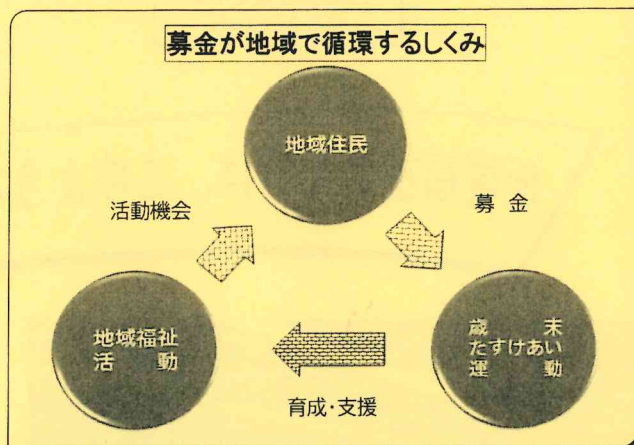 募金が地域で循環するしくみ
地域住民
活動機会
募 金
地域福祉
活 動
歳 末
たすけあい
運 動
育成・支援